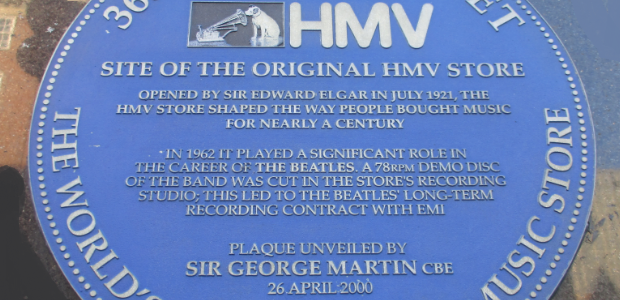 36
ET
HMV
SITE OF THE ORIGINAL HMV STORE
OPENED BY SIR EDWARD ELGAR IN JULY 1921, THE
HMV STORE SHAPED THE WAY PEOPLE BOUGHT MUSIC
FOR NEARLY A CENTURY
IN 1962 IT PLAYED A SIGNIFICANT ROLE IN
THE CAREER OF THE BEATLES. A 78RPM DEMO DISC
OF THE BAND WAS CUT IN THE STORE'S RECORDING
STUDIO; THIS LED TO THE BEATLES' LONG-TERM
RECORDING CONTRACT WITH EMI
PLAQUE UNVEILED BY
SIR GEORGE MARTIN CBE
26 APRIL 2000
THE WORLD'S
MUSIC STORE